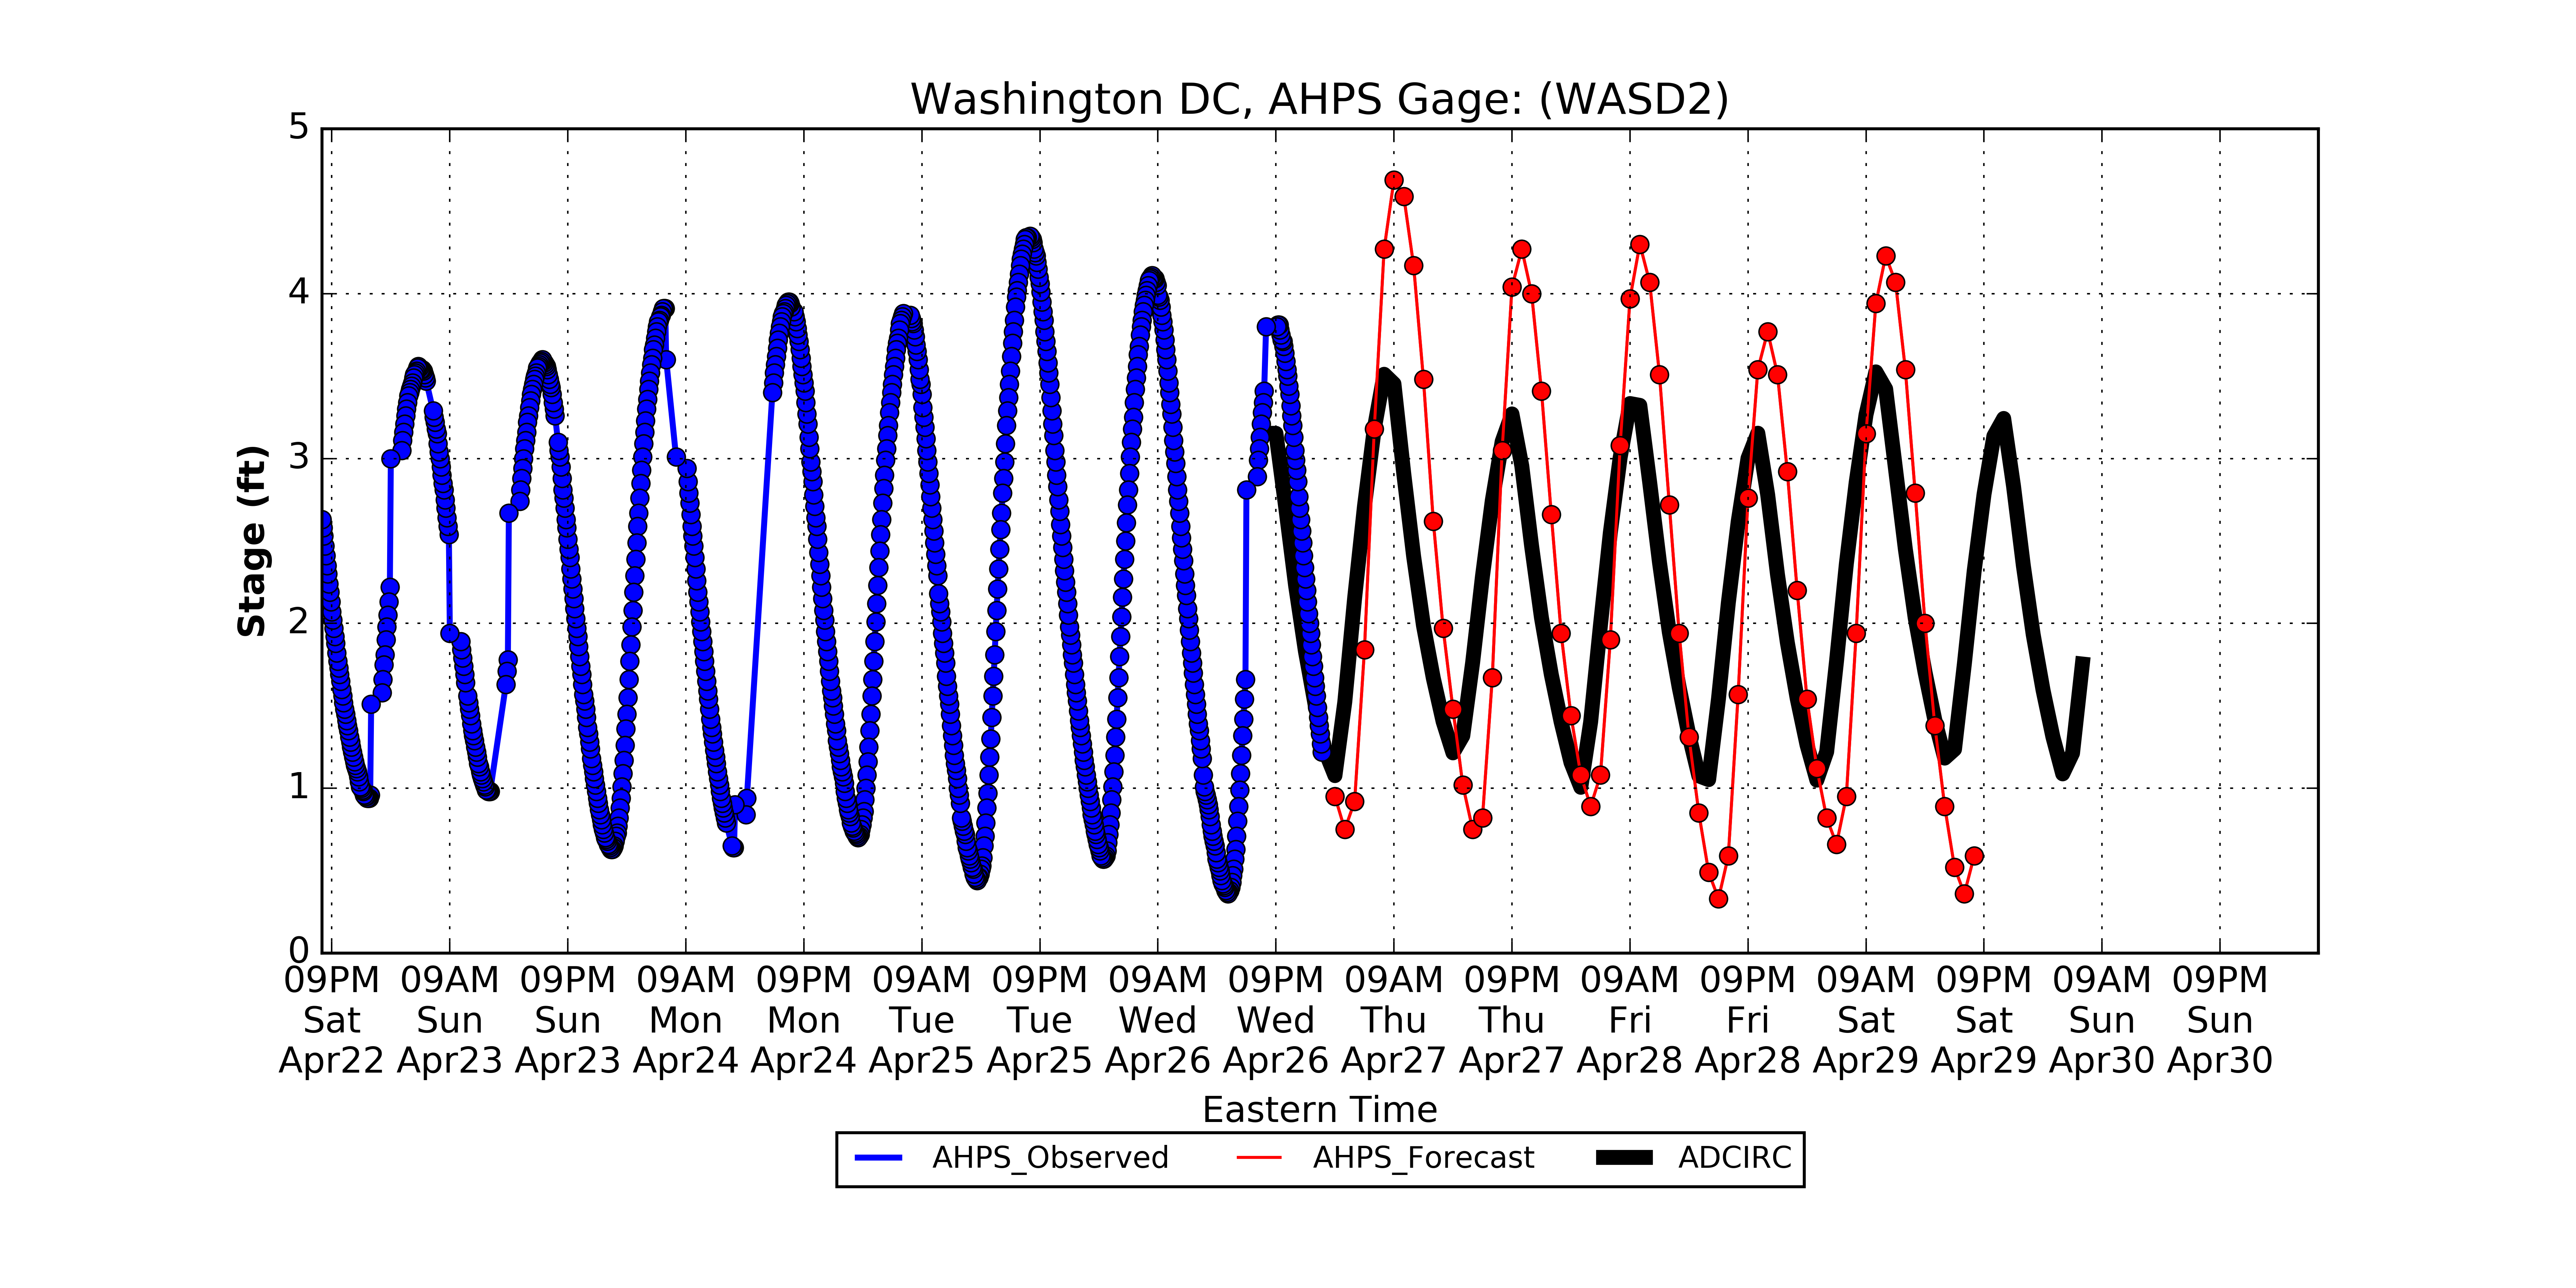 Washington DC, AHPS Gage: (WASD2)
5
4
3
2
1
0
Stage (ft)
09PM 09AM 09PM 09AM 09PM 09AM 09PM 09AM 09PM 09AM 09PM 09AM 09PM 09AM 09PM 09AM 09PM
Sat Sun Sun Mon Mon Tue Tue Wed Wed Thu Thu Fri Fri Sat Sat Sun Sun
Apr22 Apr23 Apr23 Apr24 Apr24 Apr25 Apr25 Apr26 Apr26 Apr27 Apr27 Apr28 Apr28 Apr29 Apr29 Apr30 Apr30
Eastern Time
AHPS_Observed AHPS_Forecast ADCIRC